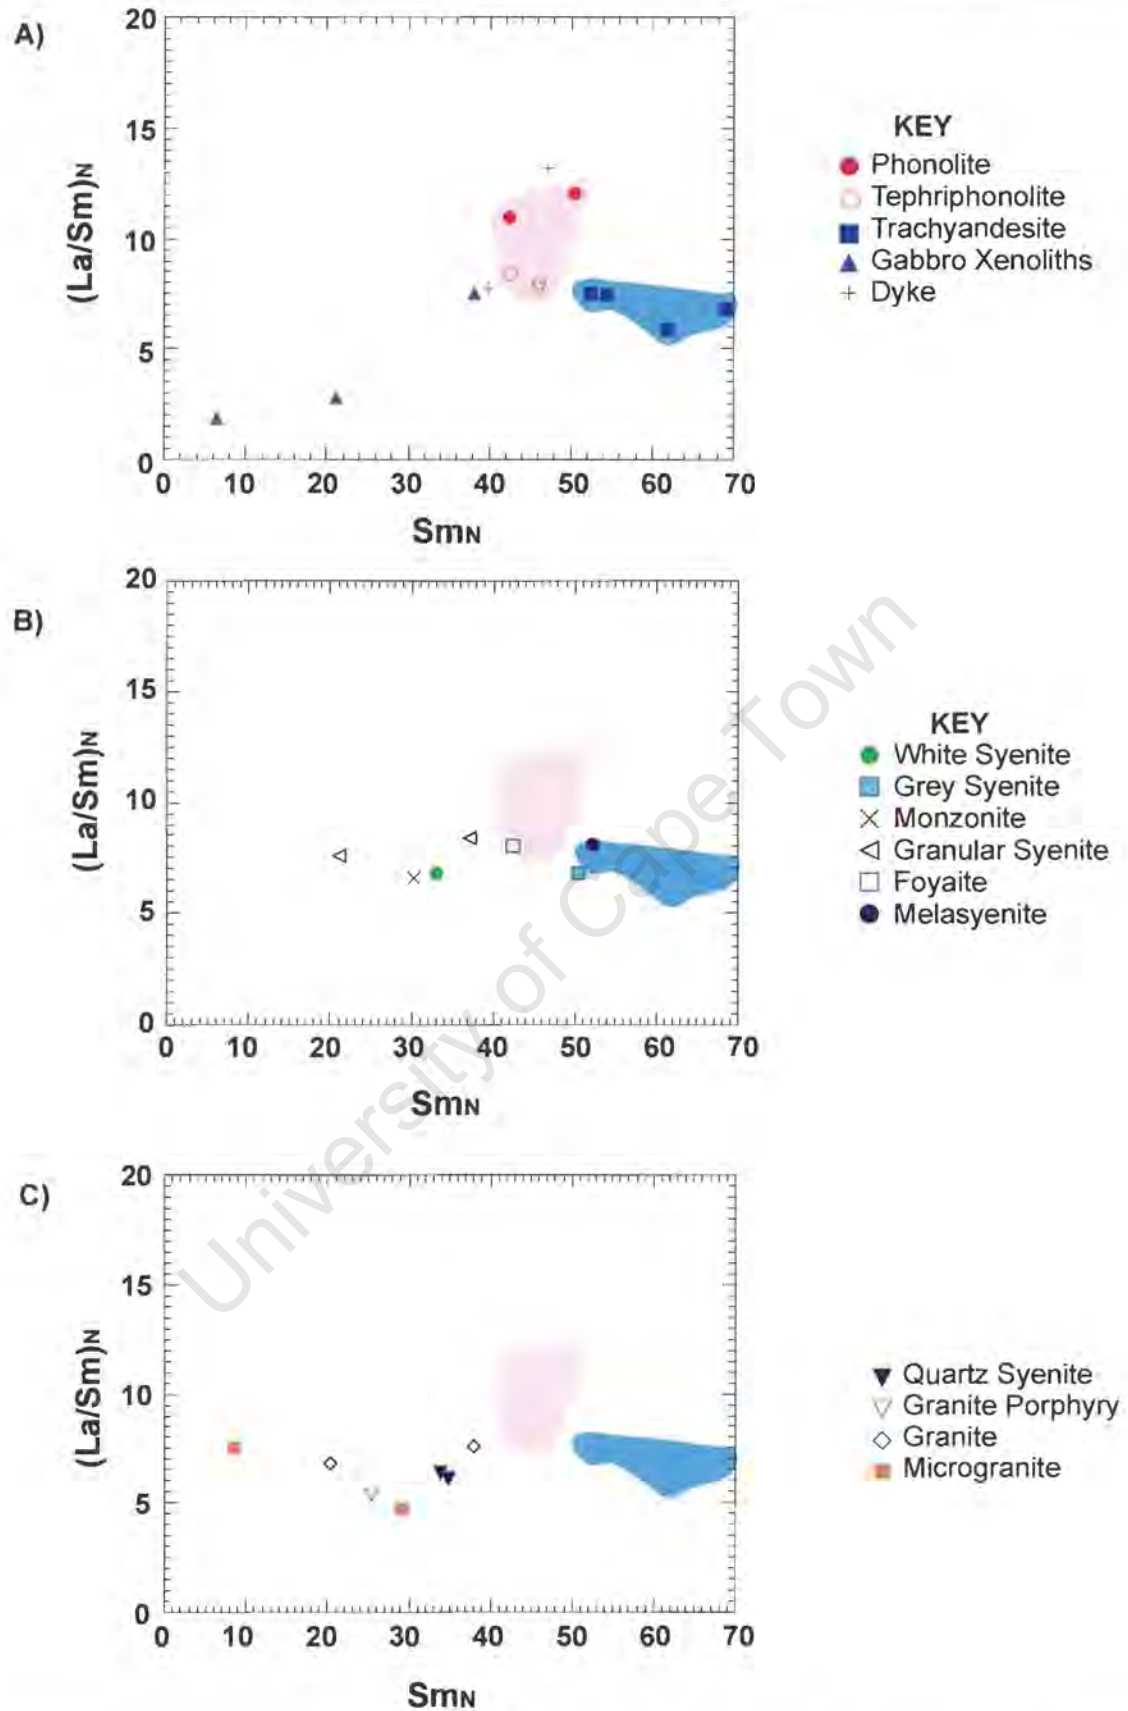 A)
20
15
10
5
0
0 10 20 30 40 50 60 70
(La/Sm)N
SmN
KEY
Phonolite
Tephriphonolite
Trachyandesite
Gabbro Xenoliths
Dyke
B)
20
15
10
5
0
0 10 20 30 40 50 60 70
(La/Sm)N
SmN
KEY
White Syenite
Grey Syenite
Monzonite
Granular Syenite
Foyaite
Melasyenite
C)
20
15
10
5
0
0 10 20 30 40 50 60 70
(La/Sm)N
SmN
Quartz Syenite
Granite Porphyry
Granite
Microgranite
University of Cape Town